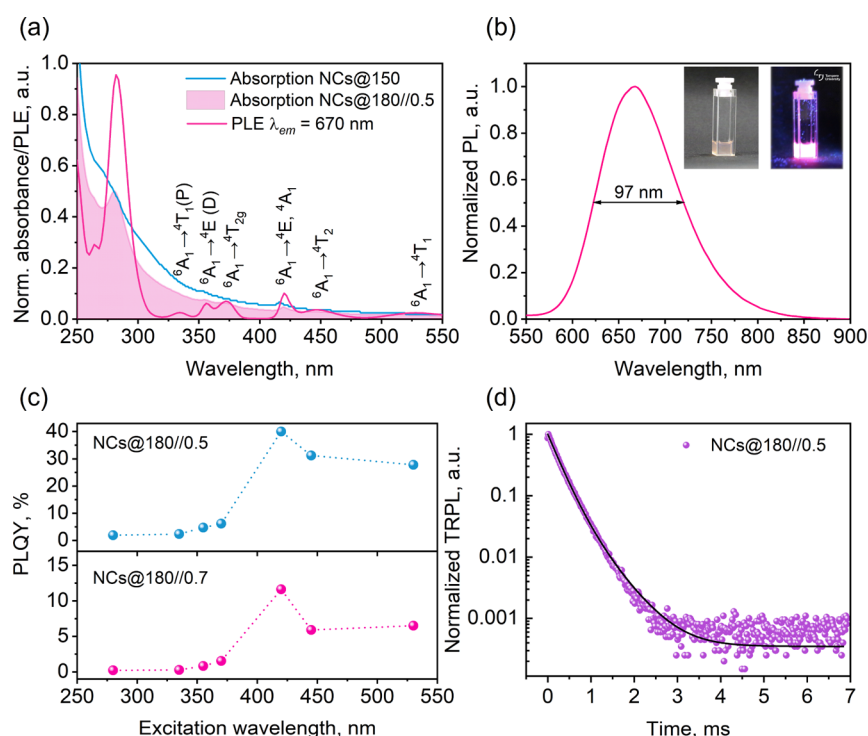 (a)
1.0
0.8
0.6
0.4
0.2
0.0
Norm. absorbance/PLE, a.u.
Absorption NCs@150
Absorption NCs@180//0.5
PLE λem = 670 nm
⁶A₁→⁴T₁(P)
⁶A₁→⁴E (D)
⁶A₁→⁴T₂g
⁶A₁→⁴E, ⁴A₁
⁶A₁→⁴T₂
⁶A₁→⁴T₁
250 300 350 400 450 500 550
Wavelength, nm
(b)
1.0
0.8
0.6
0.4
0.2
0.0
Normalized PL, a.u.
97 nm
550 600 650 700 750 800 850 900
Wavelength, nm
(c)
PLQY, %
NCs@180//0.5
40
30
20
10
0
NCs@180//0.7
15
10
5
0
250 300 350 400 450 500 550
Excitation wavelength, nm
(d)
Normalized TRPL, a.u.
1
0.1
0.01
0.001
NCs@180//0.5
0 1 2 3 4 5 6 7
Time, ms